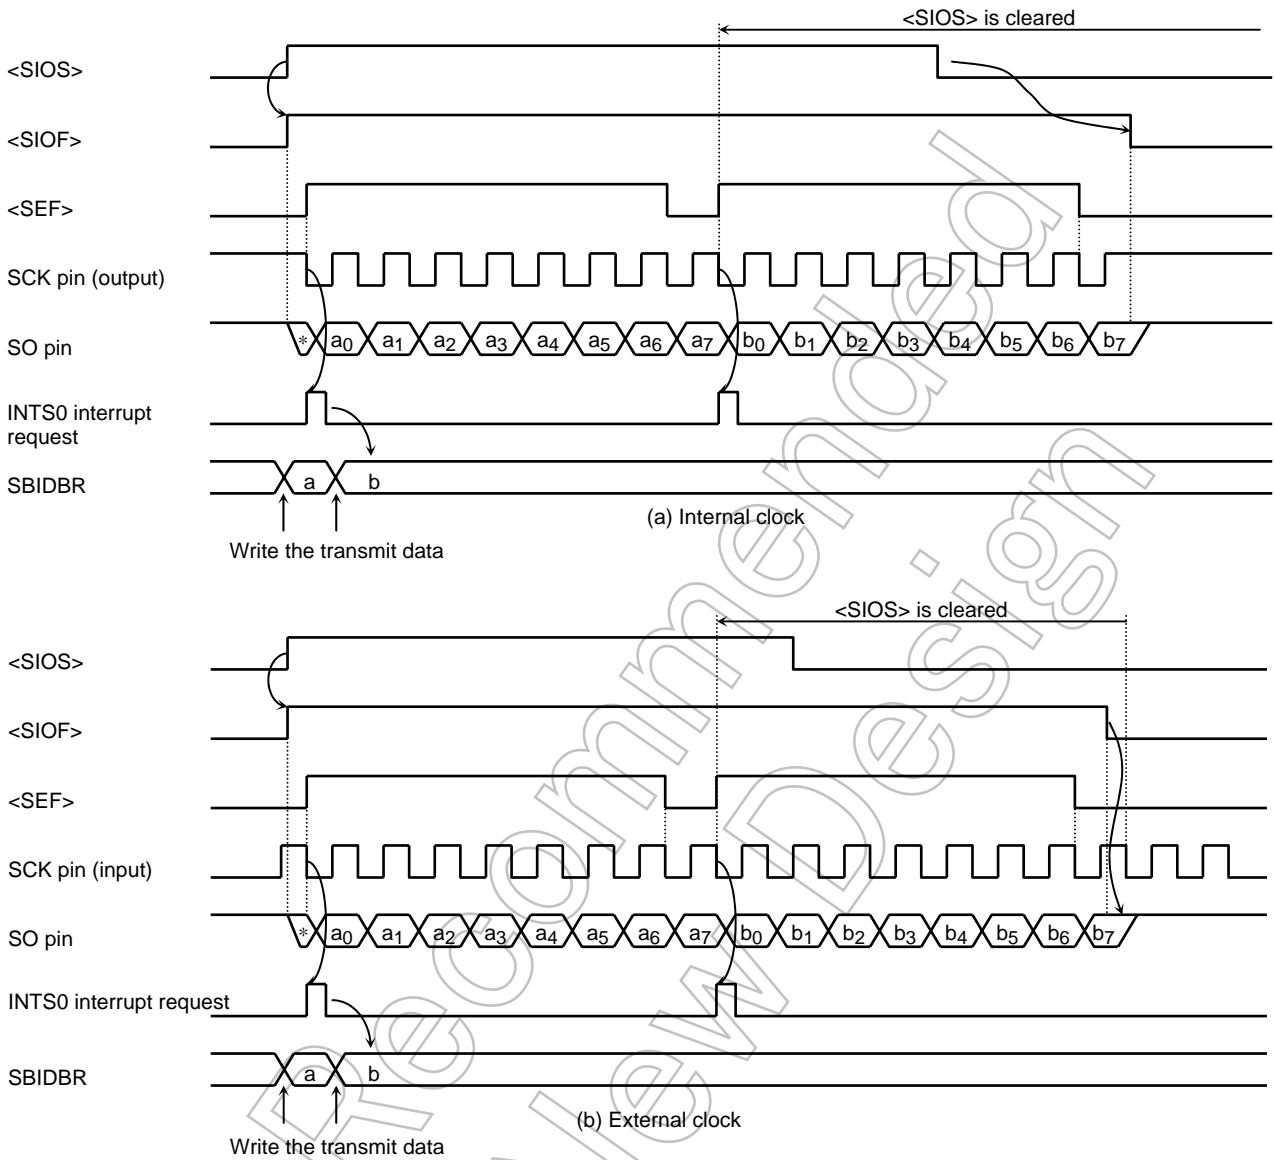 <SIOS> is cleared
<SIOS>
<SIOF>
<SEF>
SCK pin (output)
SO pin
* a0 a1 a2 a3 a4 a5 a6 a7 b0 b1 b2 b3 b4 b5 b6 b7
INTS0 interrupt
request
SBIDBR
a b
(a) Internal clock
Write the transmit data
<SIOS> is cleared
<SIOS>
<SIOF>
<SEF>
SCK pin (input)
SO pin
* a0 a1 a2 a3 a4 a5 a6 a7 b0 b1 b2 b3 b4 b5 b6 b7
INTS0 interrupt request
SBIDBR
a b
(b) External clock
Write the transmit data
Recommended
New Design